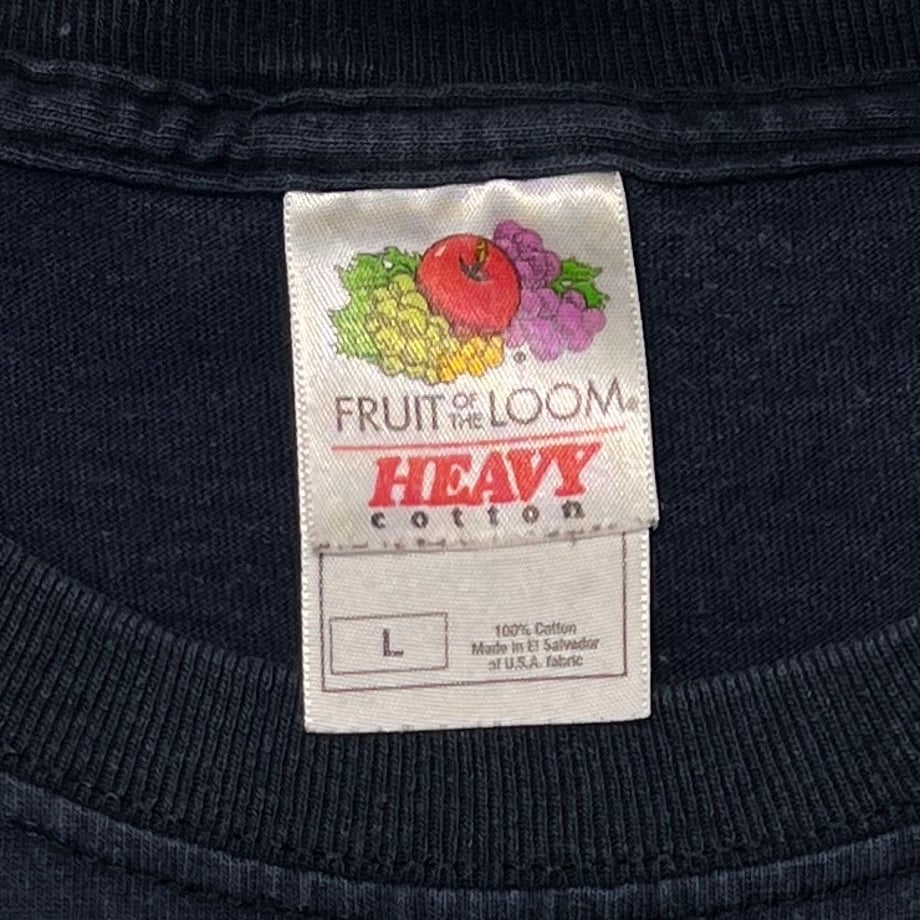 FRUIT OF THE LOOM®
HEAVY
cotton
L
100% Cotton
Made in El Salvador
of U.S.A. fabric